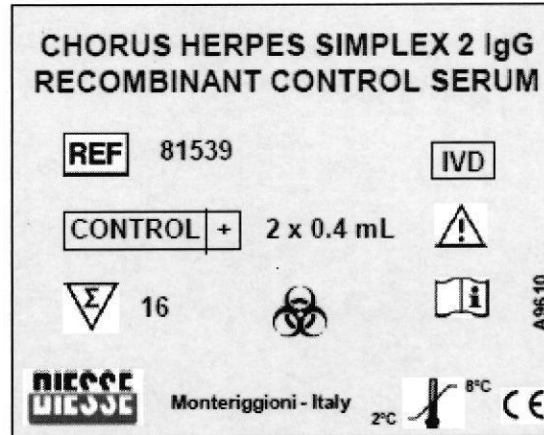 CHORUS HERPES SIMPLEX 2 IgG
RECOMBINANT CONTROL SERUM
REF 81539 IVD
CONTROL + 2 x 0.4 mL
Σ 16
i
A9610
DIESSE Monteriggioni - Italy 2°C 8°C CE